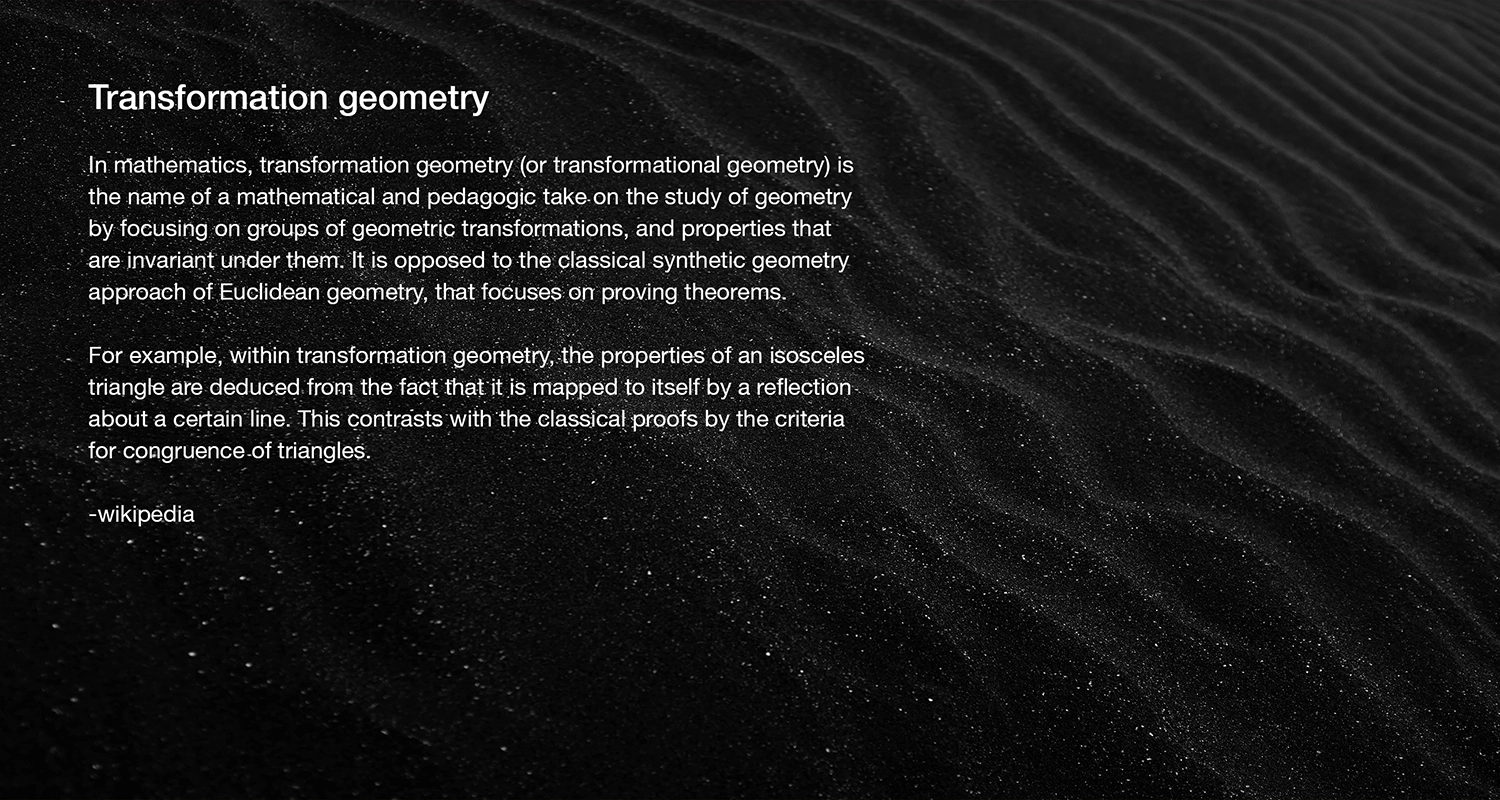 Transformation geometry
In mathematics, transformation geometry (or transformational geometry) is
the name of a mathematical and pedagogic take on the study of geometry
by focusing on groups of geometric transformations, and properties that
are invariant under them. It is opposed to the classical synthetic geometry
approach of Euclidean geometry, that focuses on proving theorems.
For example, within transformation geometry, the properties of an isosceles
triangle are deduced from the fact that it is mapped to itself by a reflection
about a certain line. This contrasts with the classical proofs by the criteria
for congruence of triangles.
-wikipedia